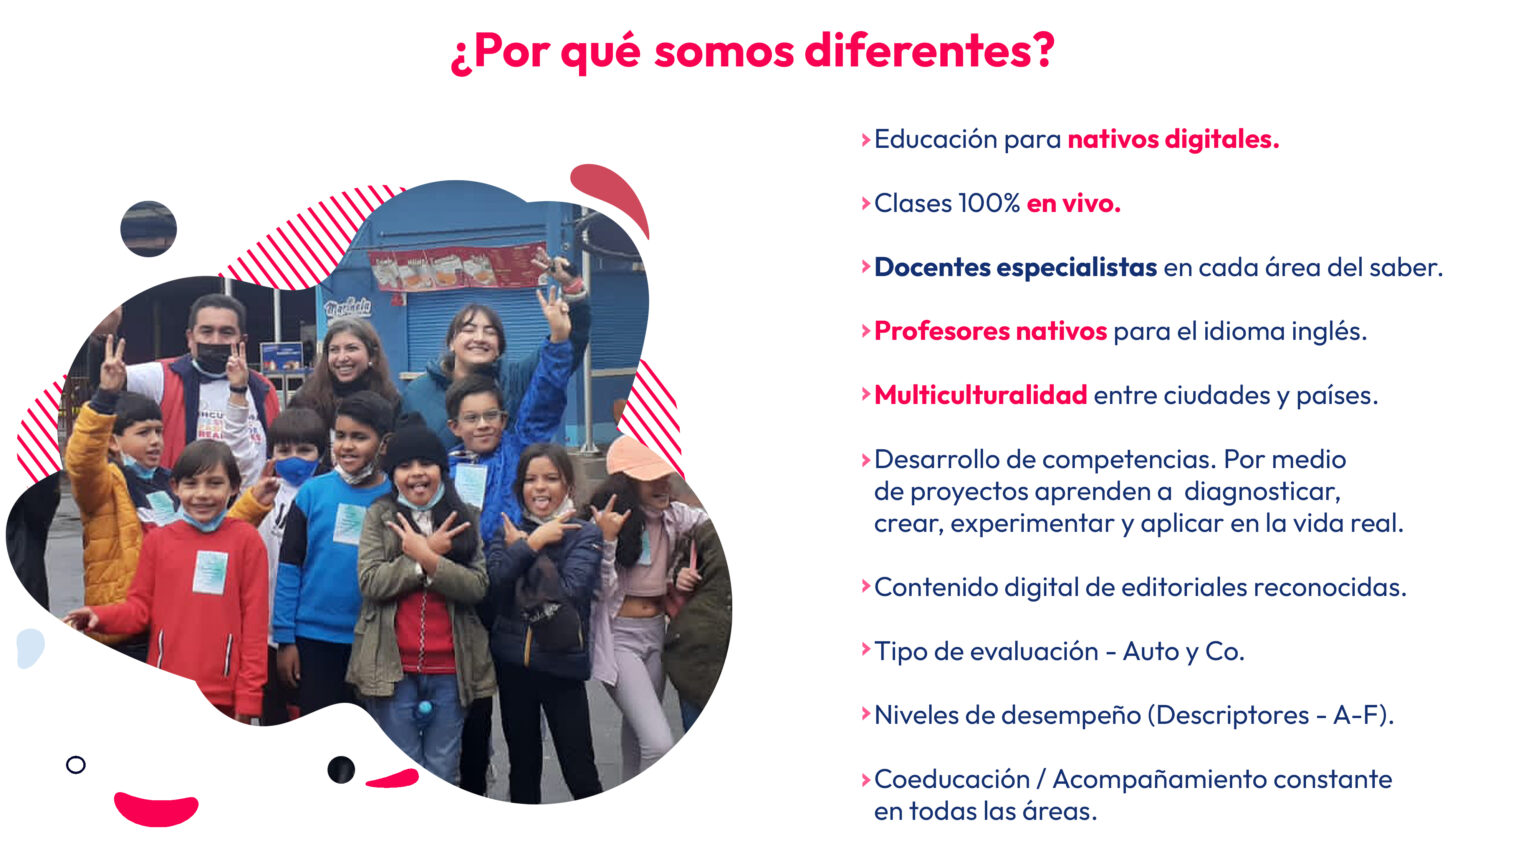 ¿Por qué somos diferentes?
Educación para nativos digitales.
Clases 100% en vivo.
Docentes especialistas en cada área del saber.
Profesores nativos para el idioma inglés.
Multiculturalidad entre ciudades y países.
Desarrollo de competencias. Por medio
de proyectos aprenden a diagnosticar,
crear, experimentar y aplicar en la vida real.
Contenido digital de editoriales reconocidas.
Tipo de evaluación - Auto y Co.
Niveles de desempeño (Descriptores - A-F).
Coeducación / Acompañamiento constante
en todas las áreas.
Marinela